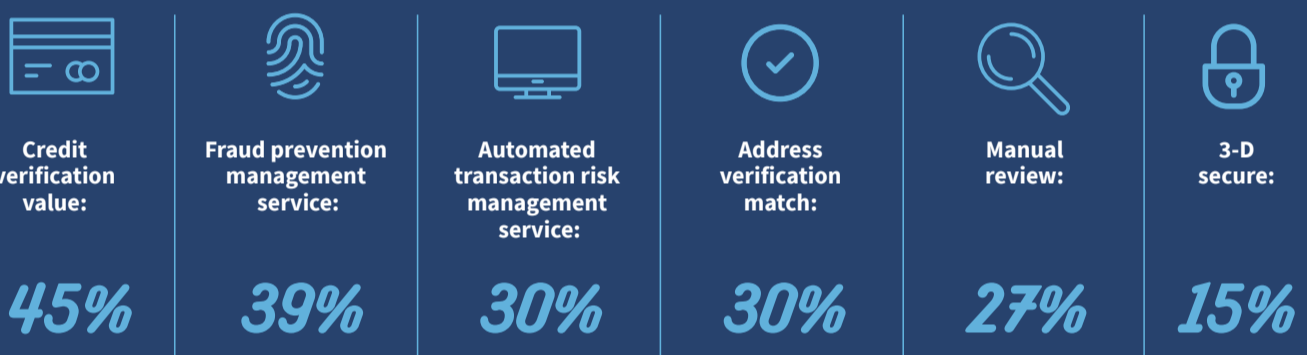 Credit
verification
value:
45%
Fraud prevention
management
service:
39%
Automated
transaction risk
management
service:
30%
Address
verification
match:
30%
Manual
review:
27%
3-D
secure:
15%